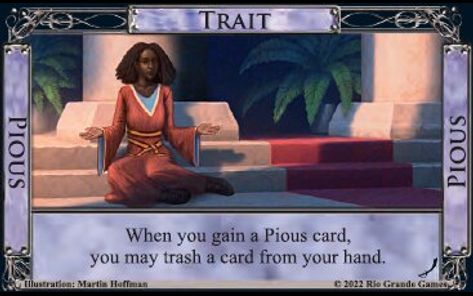 TRAIT
PIOUS
PIOUS
When you gain a Pious card,
you may trash a card from your hand.
Illustration: Martin Hoffman
© 2022 Rio Grande Games